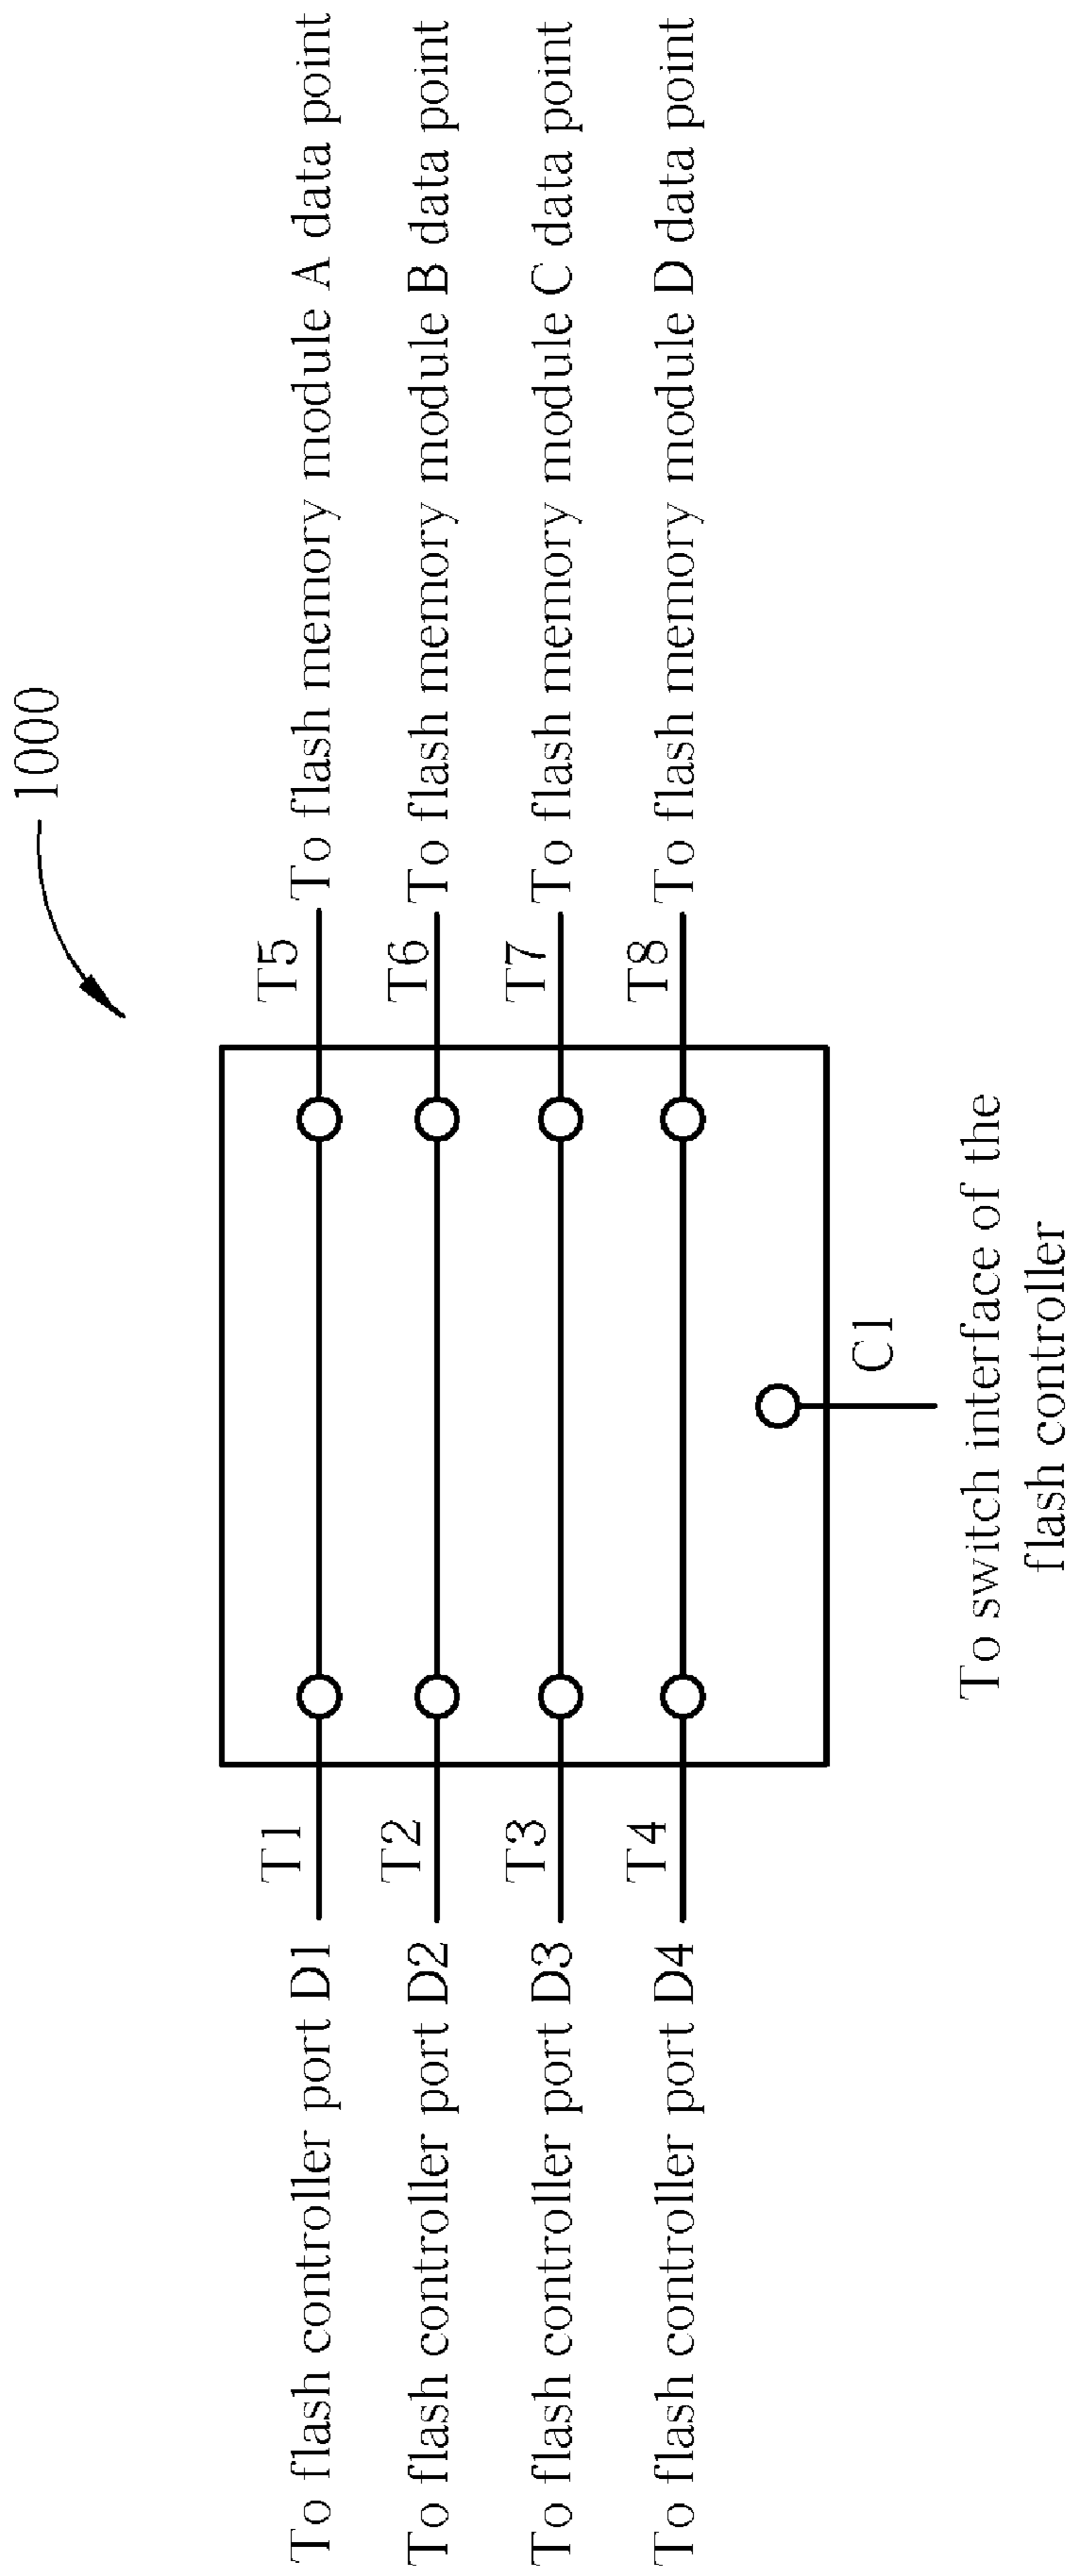 1000
To flash controller port D1
T1
T5
To flash memory module A data point
To flash controller port D2
T2
T6
To flash memory module B data point
To flash controller port D3
T3
T7
To flash memory module C data point
To flash controller port D4
T4
T8
To flash memory module D data point
C1
To switch interface of the
flash controller